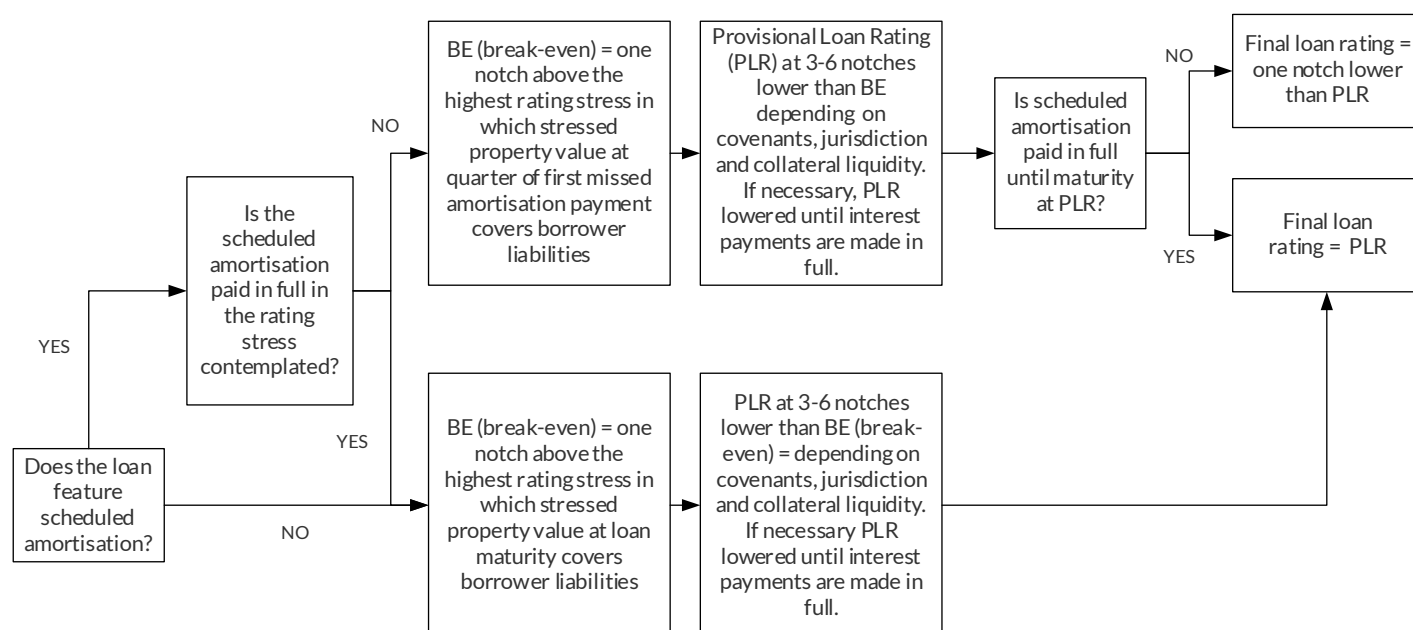 Does the loan
feature
scheduled
amortisation?
YES
NO
Is the
scheduled
amortisation
paid in full in
the rating
stress
contemplated?
NO
YES
BE (break-even) = one
notch above the
highest rating stress in
which stressed
property value at
quarter of first missed
amortisation payment
covers borrower
liabilities
Provisional Loan Rating
(PLR) at 3-6 notches
lower than BE
depending on
covenants, jurisdiction
and collateral liquidity.
If necessary, PLR
lowered until interest
payments are made in
full.
Is scheduled
amortisation
paid in full
until maturity
at PLR?
NO
YES
Final loan rating =
one notch lower
than PLR
Final loan
rating = PLR
BE (break-even) = one
notch above the
highest rating stress in
which stressed
property value at loan
maturity covers
borrower liabilities
PLR at 3-6 notches
lower than BE (break-
even) = depending on
covenants, jurisdiction
and collateral liquidity.
If necessary PLR
lowered until interest
payments are made in
full.